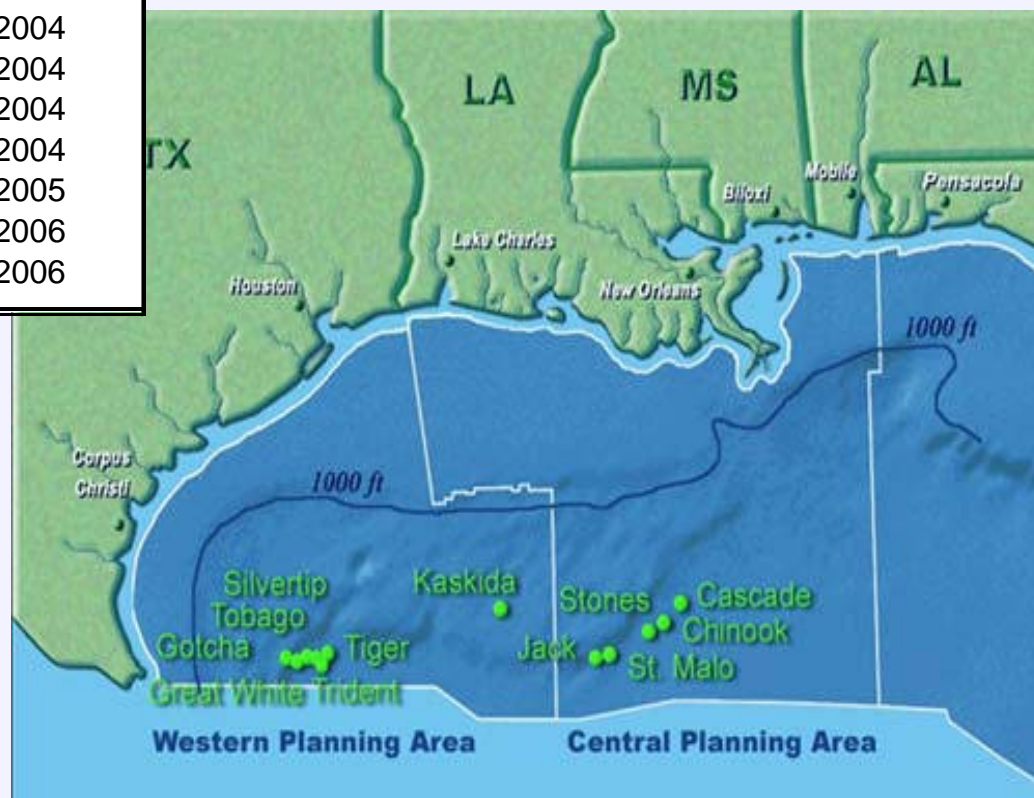 2004
2004
2004
2004
2005
2006
2006
TX
LA
MS
AL
Mobile
Pensacola
Biloxi
Lake Charles
Houston
New Orleans
1000 ft
Corpus
Christi
1000 ft
Silvertip
Kaskida
Stones
Cascade
Tobago
Chinook
Gotcha
Tiger
Jack
St. Malo
Great White
Trident
Western Planning Area
Central Planning Area